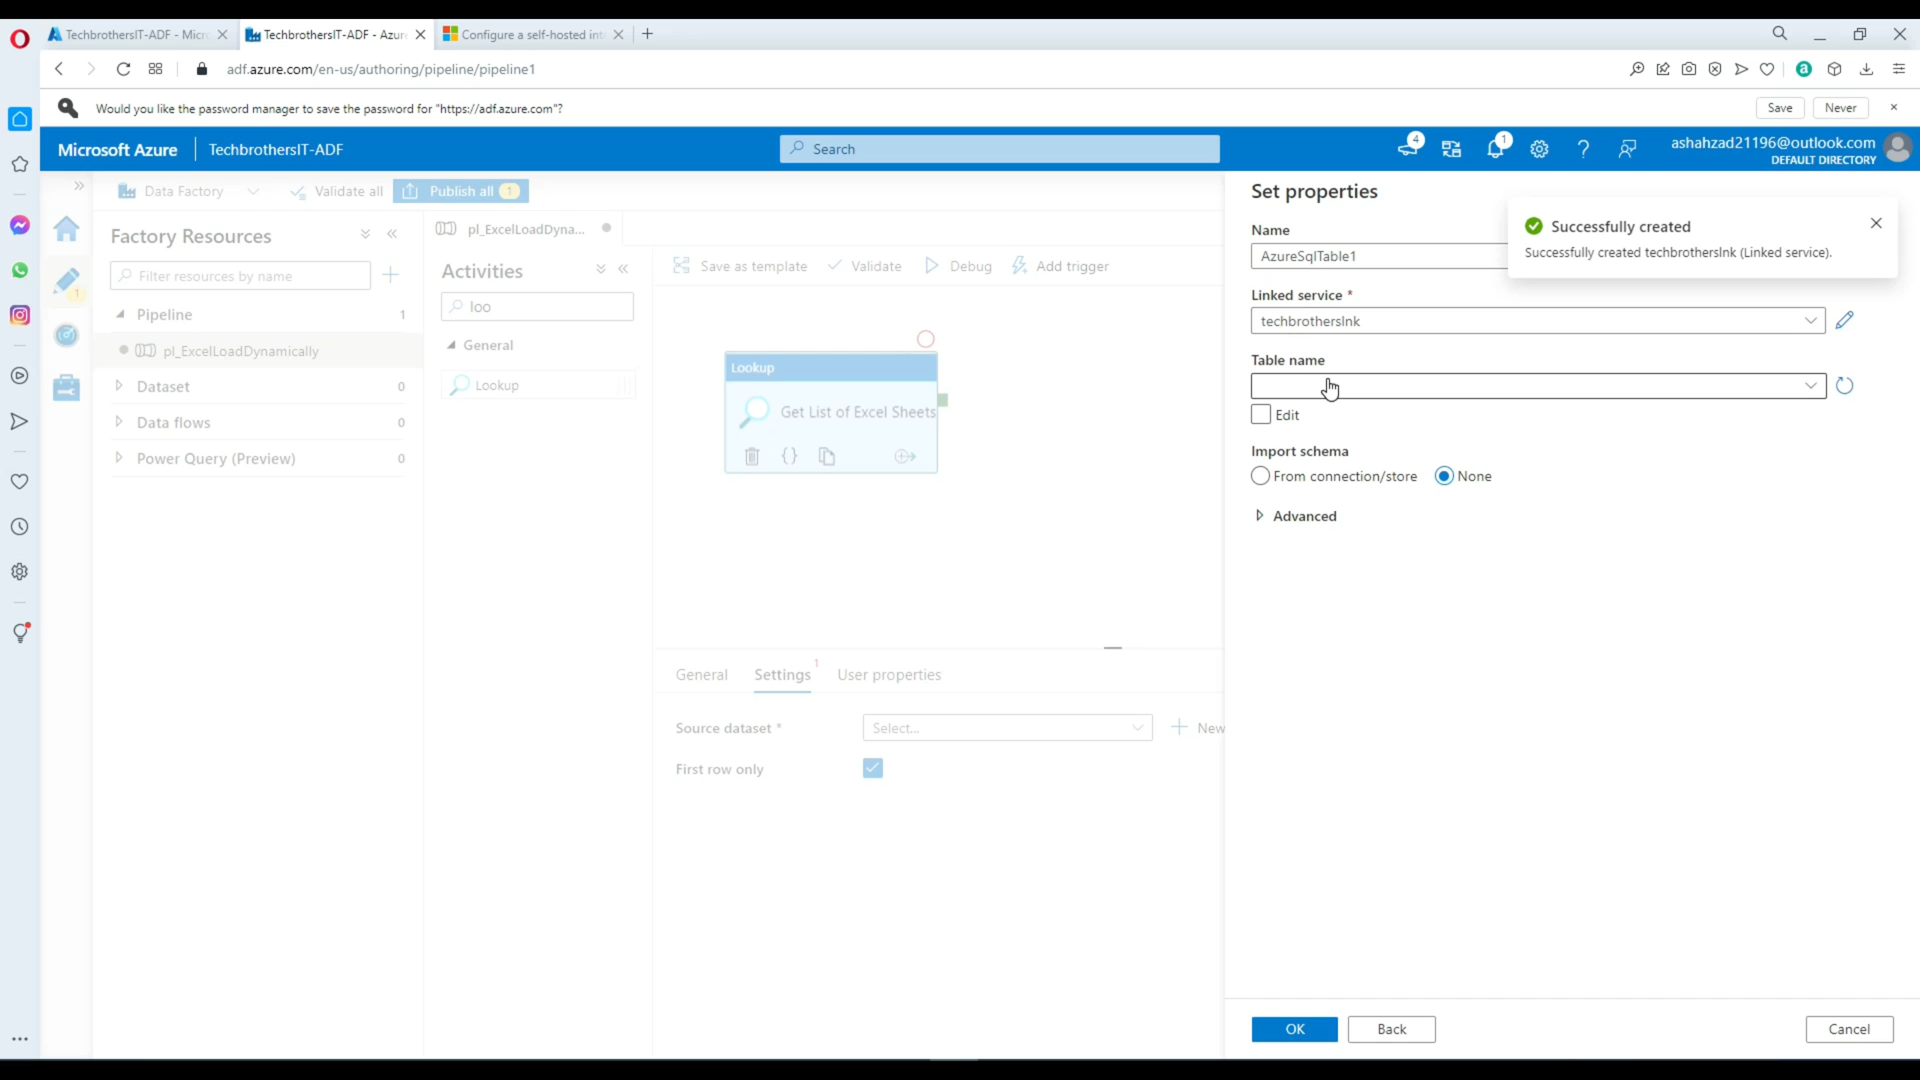 TechbrothersIT-ADF - Micr
TechbrothersIT-ADF - Azur
Configure a self-hosted int
adf.azure.com/en-us/authoring/pipeline/pipeline1
Would you like the password manager to save the password for "https://adf.azure.com"?
Save
Never
Microsoft Azure
TechbrothersIT-ADF
Search
4
1
ashahzad21196@outlook.com
DEFAULT DIRECTORY
Data Factory
Validate all
Publish all 1
Factory Resources
Filter resources by name
1
Pipeline 1
pl_ExcelLoadDynamically
Dataset 0
Data flows 0
Power Query (Preview) 0
pl_ExcelLoadDyna...
Activities
loo
General
Lookup
Save as template
Validate
Debug
Add trigger
Lookup
Get List of Excel Sheets
General
Settings 1
User properties
Source dataset *
Select...
New
First row only
Set properties
Name
AzureSqlTable1
Successfully created
Successfully created techbrotherslnk (Linked service).
Linked service *
techbrotherslnk
Table name
Edit
Import schema
From connection/store
None
Advanced
OK
Back
Cancel